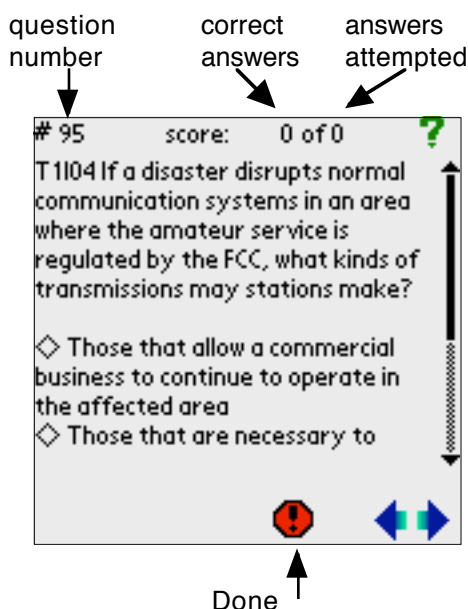 question correct answers
number answers attempted
# 95 score: 0 of 0 ?
T1I04 If a disaster disrupts normal
communication systems in an area
where the amateur service is
regulated by the FCC, what kinds of
transmissions may stations make?
◇ Those that allow a commercial
business to continue to operate in
the affected area
◇ Those that are necessary to
Done